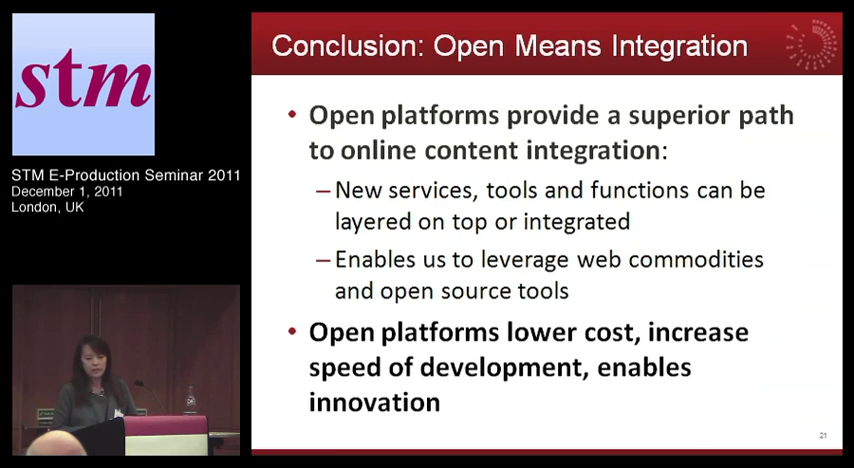 stm
STM E-Production Seminar 2011
December 1, 2011
London, UK
Conclusion: Open Means Integration
• Open platforms provide a superior path
to online content integration:
– New services, tools and functions can be
layered on top or integrated
– Enables us to leverage web commodities
and open source tools
• Open platforms lower cost, increase
speed of development, enables
innovation
21